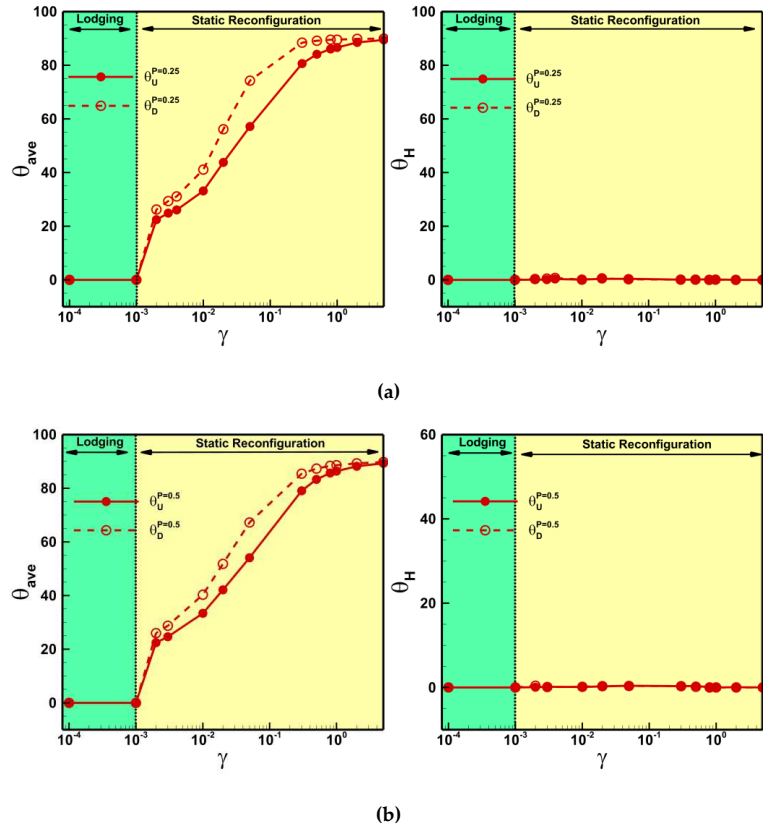 Lodging Static Reconfiguration
θ_U^P=0.25
θ_D^P=0.25
θ_ave
100
80
60
40
20
0
10^-4 10^-3 10^-2 10^-1 10^0
γ
Lodging Static Reconfiguration
θ_U^P=0.25
θ_D^P=0.25
θ_H
100
80
60
40
20
0
10^-4 10^-3 10^-2 10^-1 10^0
γ
(a)
Lodging Static Reconfiguration
θ_U^P=0.5
θ_D^P=0.5
θ_ave
100
80
60
40
20
0
10^-4 10^-3 10^-2 10^-1 10^0
γ
Lodging Static Reconfiguration
θ_U^P=0.5
θ_D^P=0.5
θ_H
60
40
20
0
10^-4 10^-3 10^-2 10^-1 10^0
γ
(b)